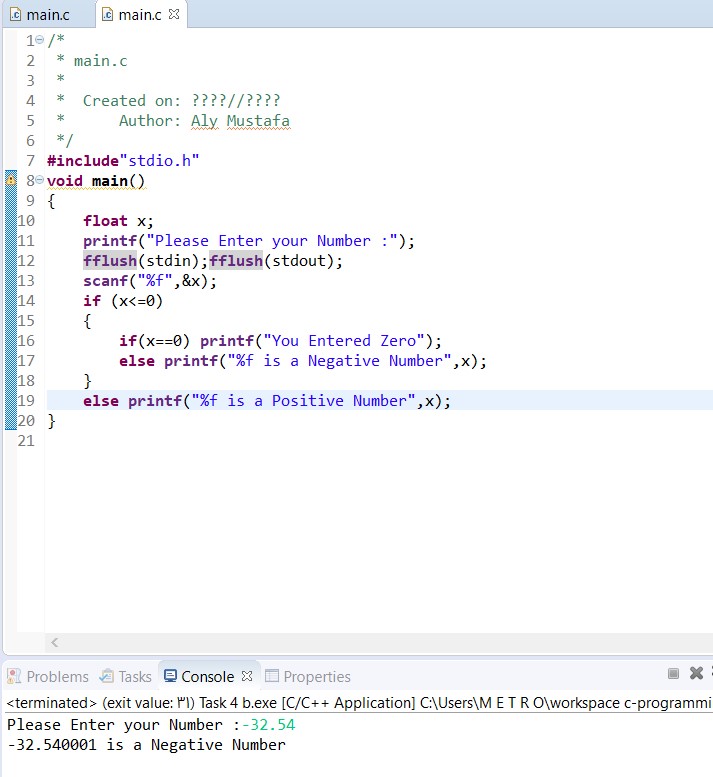 main.c main.c
1 /*
2 * main.c
3 *
4 * Created on: ????//????
5 * Author: Aly Mustafa
6 */
7 #include"stdio.h"
8 void main()
9 {
10 float x;
11 printf("Please Enter your Number :");
12 fflush(stdin);fflush(stdout);
13 scanf("%f",&x);
14 if (x<=0)
15 {
16 if(x==0) printf("You Entered Zero");
17 else printf("%f is a Negative Number",x);
18 }
19 else printf("%f is a Positive Number",x);
20 }
21
Problems Tasks Console Properties
<terminated> (exit value: ٣١) Task 4 b.exe [C/C++ Application] C:\Users\M E T R O\workspace c-programmi
Please Enter your Number :-32.54
-32.540001 is a Negative Number